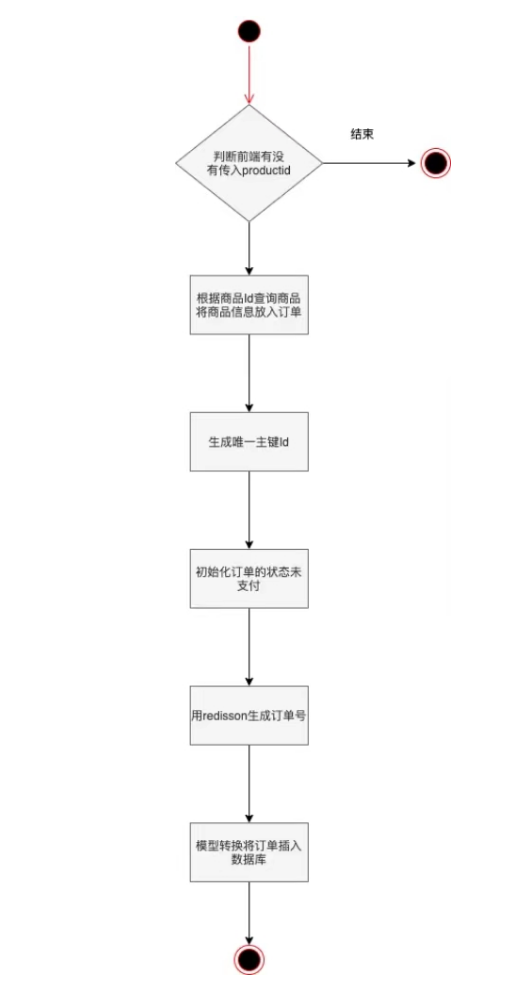 结束
判断前端有没
有传入productid
根据商品Id查询商品
将商品信息放入订单
生成唯一主键Id
初始化订单的状态未
支付
用redisson生成订单号
模型转换将订单插入
数据库